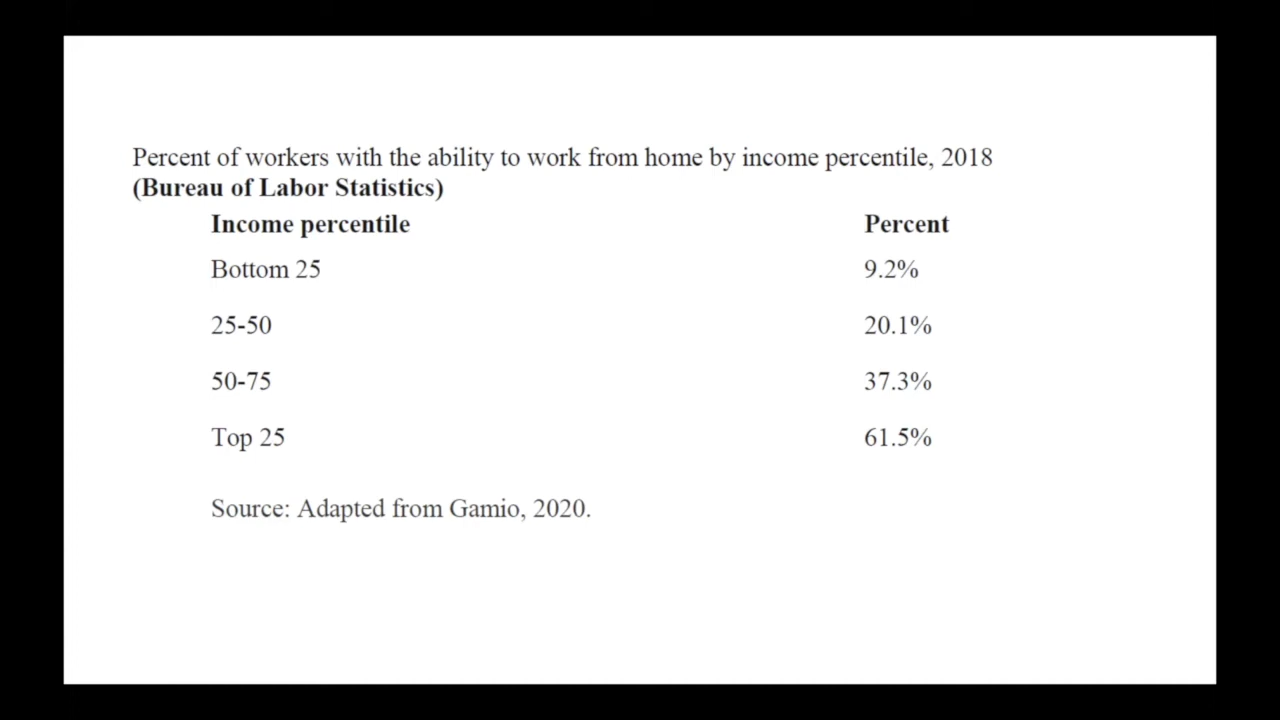 Percent of workers with the ability to work from home by income percentile, 2018
(Bureau of Labor Statistics)
Income percentile Percent
Bottom 25 9.2%
25-50 20.1%
50-75 37.3%
Top 25 61.5%
Source: Adapted from Gamio, 2020.